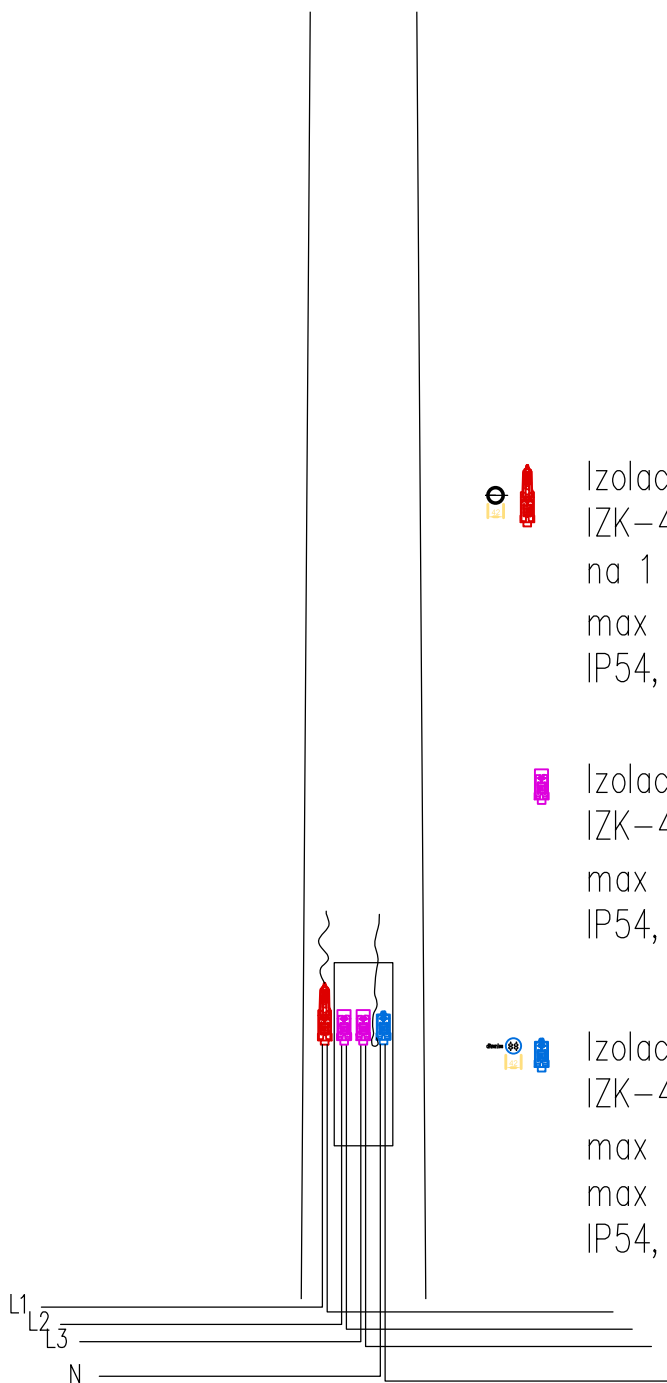 Izolac
IZK-4
na 1
max
IP54,
Izolac
IZK-4
max
IP54,
Izolac
IZK-4
max
max
IP54,
L1
L2
L3
N